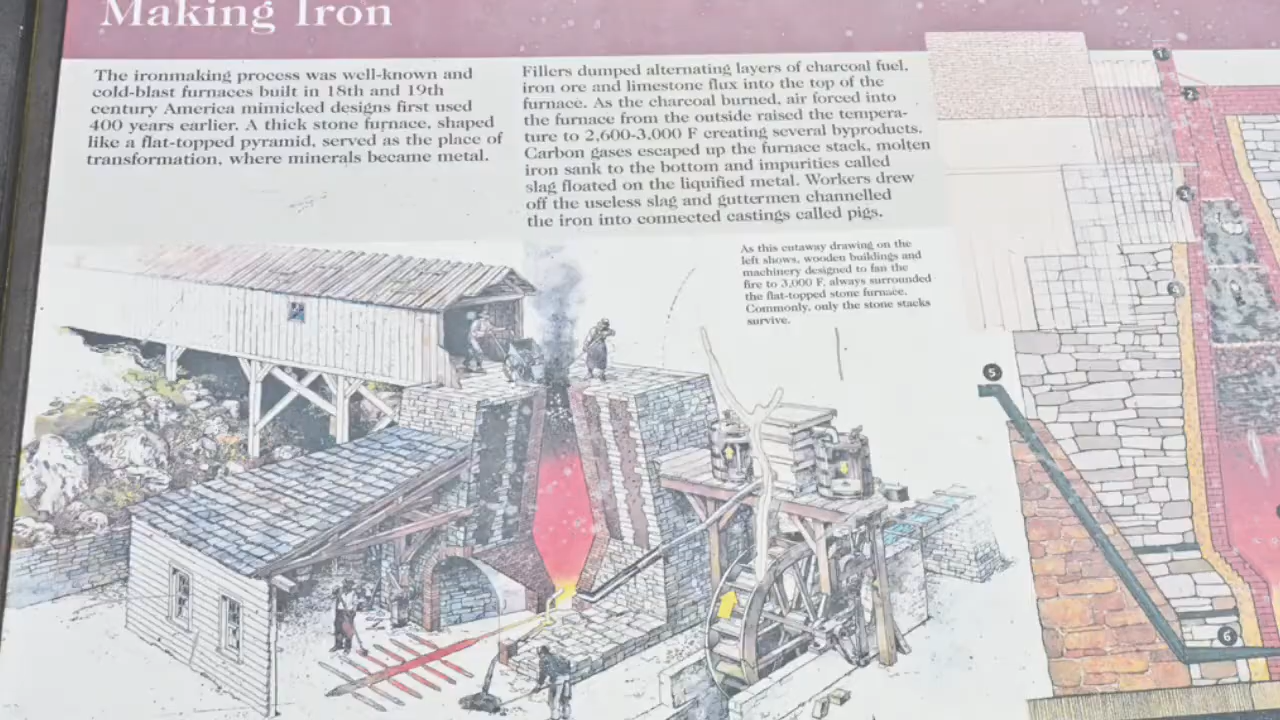 Making Iron
The ironmaking process was well-known and
cold-blast furnaces built in 18th and 19th
century America mimicked designs first used
400 years earlier. A thick stone furnace, shaped
like a flat-topped pyramid, served as the place of
transformation, where minerals became metal.
Fillers dumped alternating layers of charcoal fuel,
iron ore and limestone flux into the top of the
furnace. As the charcoal burned, air forced into
the furnace from the outside raised the tempera-
ture to 2,600-3,000 F creating several byproducts.
Carbon gases escaped up the furnace stack, molten
iron sank to the bottom and impurities called
slag floated on the liquified metal. Workers drew
off the useless slag and guttermen channelled
the iron into connected castings called pigs.
As this cutaway drawing on the
left shows, wooden buildings and
machinery designed to fan the
fire to 3,000 F, always surrounded
the flat-topped stone furnace.
Commonly, only the stone stacks
survive.
1
2
3
4
5
6